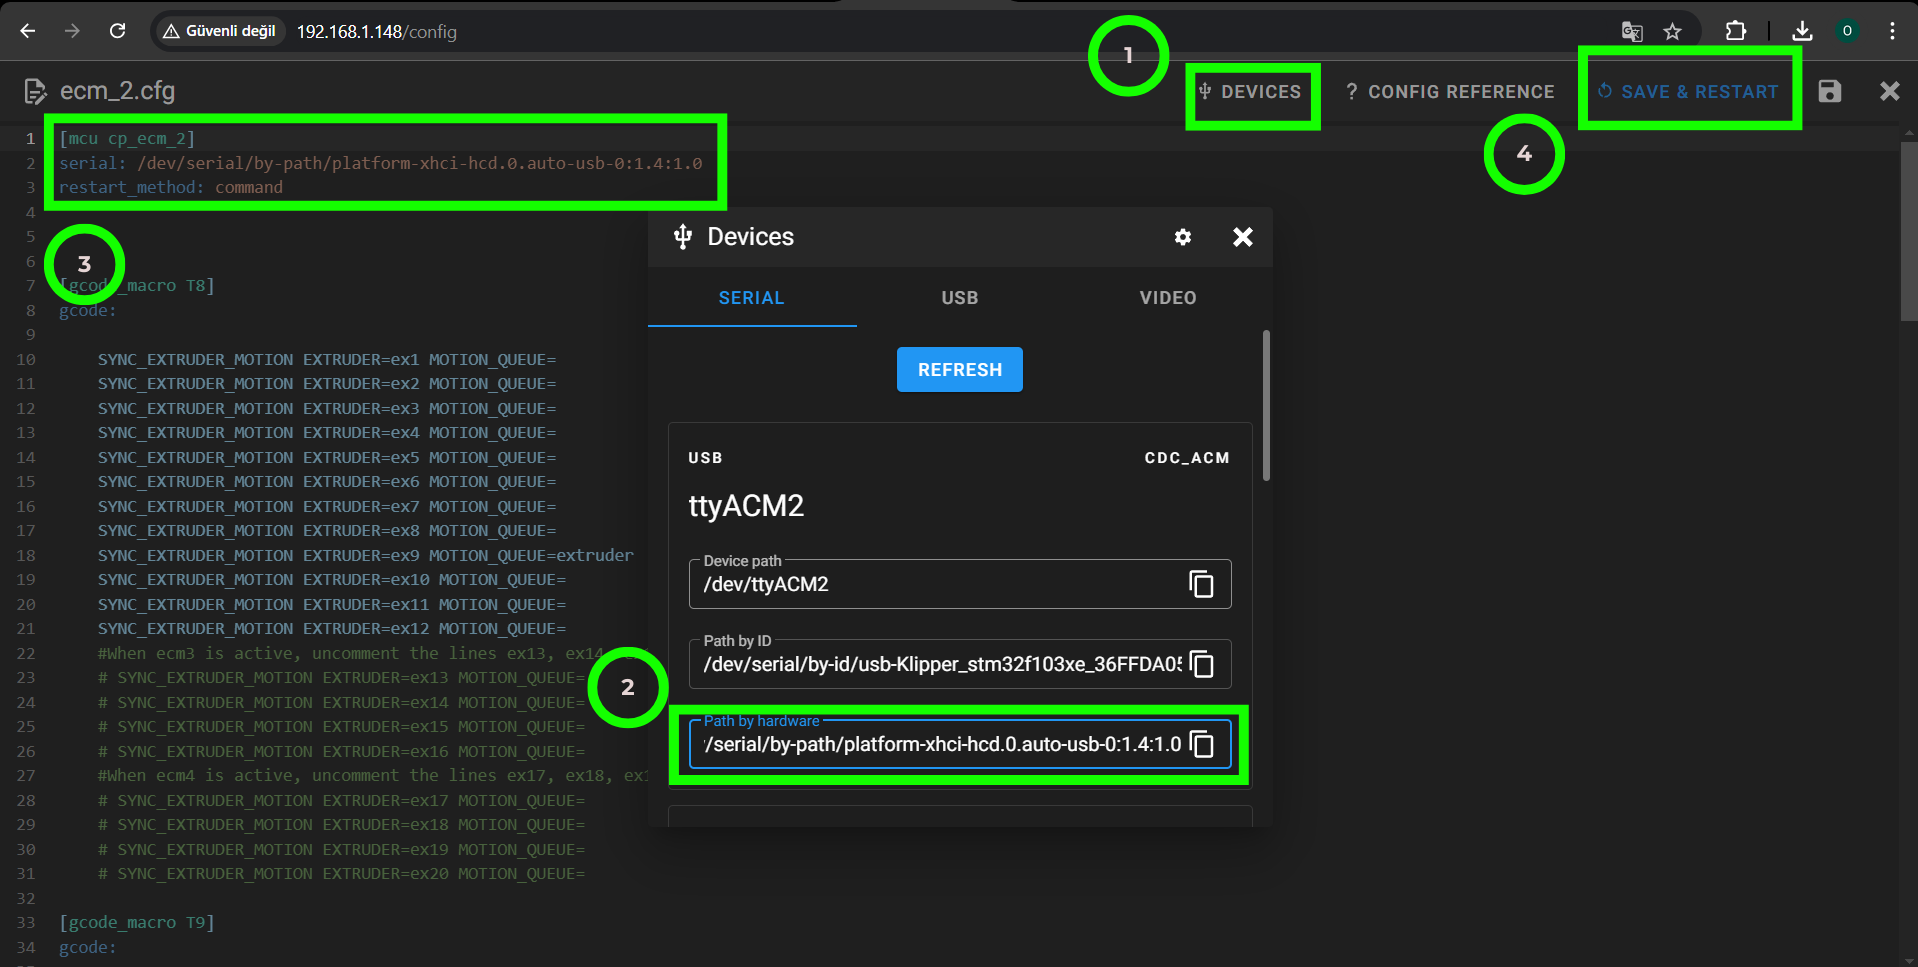 Güvenli değil
192.168.1.148/config
O
1
ecm_2.cfg
DEVICES
? CONFIG REFERENCE
SAVE & RESTART
4
1 [mcu cp_ecm_2]
2 serial: /dev/serial/by-path/platform-xhci-hcd.0.auto-usb-0:1.4:1.0
3 restart_method: command
4
5
6
3
7 [gcode_macro T8]
8 gcode:
9
10 SYNC_EXTRUDER_MOTION EXTRUDER=ex1 MOTION_QUEUE=
11 SYNC_EXTRUDER_MOTION EXTRUDER=ex2 MOTION_QUEUE=
12 SYNC_EXTRUDER_MOTION EXTRUDER=ex3 MOTION_QUEUE=
13 SYNC_EXTRUDER_MOTION EXTRUDER=ex4 MOTION_QUEUE=
14 SYNC_EXTRUDER_MOTION EXTRUDER=ex5 MOTION_QUEUE=
15 SYNC_EXTRUDER_MOTION EXTRUDER=ex6 MOTION_QUEUE=
16 SYNC_EXTRUDER_MOTION EXTRUDER=ex7 MOTION_QUEUE=
17 SYNC_EXTRUDER_MOTION EXTRUDER=ex8 MOTION_QUEUE=
18 SYNC_EXTRUDER_MOTION EXTRUDER=ex9 MOTION_QUEUE=extruder
19 SYNC_EXTRUDER_MOTION EXTRUDER=ex10 MOTION_QUEUE=
20 SYNC_EXTRUDER_MOTION EXTRUDER=ex11 MOTION_QUEUE=
21 SYNC_EXTRUDER_MOTION EXTRUDER=ex12 MOTION_QUEUE=
22 #When ecm3 is active, uncomment the lines ex13, ex14,
23 # SYNC_EXTRUDER_MOTION EXTRUDER=ex13 MOTION_QUEUE=
24 # SYNC_EXTRUDER_MOTION EXTRUDER=ex14 MOTION_QUEUE=
25 # SYNC_EXTRUDER_MOTION EXTRUDER=ex15 MOTION_QUEUE=
26 # SYNC_EXTRUDER_MOTION EXTRUDER=ex16 MOTION_QUEUE=
27 #When ecm4 is active, uncomment the lines ex17, ex18, ex1
28 # SYNC_EXTRUDER_MOTION EXTRUDER=ex17 MOTION_QUEUE=
29 # SYNC_EXTRUDER_MOTION EXTRUDER=ex18 MOTION_QUEUE=
30 # SYNC_EXTRUDER_MOTION EXTRUDER=ex19 MOTION_QUEUE=
31 # SYNC_EXTRUDER_MOTION EXTRUDER=ex20 MOTION_QUEUE=
32
33 [gcode_macro T9]
34 gcode:
Devices
SERIAL
USB
VIDEO
REFRESH
USB
CDC_ACM
ttyACM2
Device path
/dev/ttyACM2
Path by ID
/dev/serial/by-id/usb-Klipper_stm32f103xe_36FFDA05
2
Path by hardware
/serial/by-path/platform-xhci-hcd.0.auto-usb-0:1.4:1.0